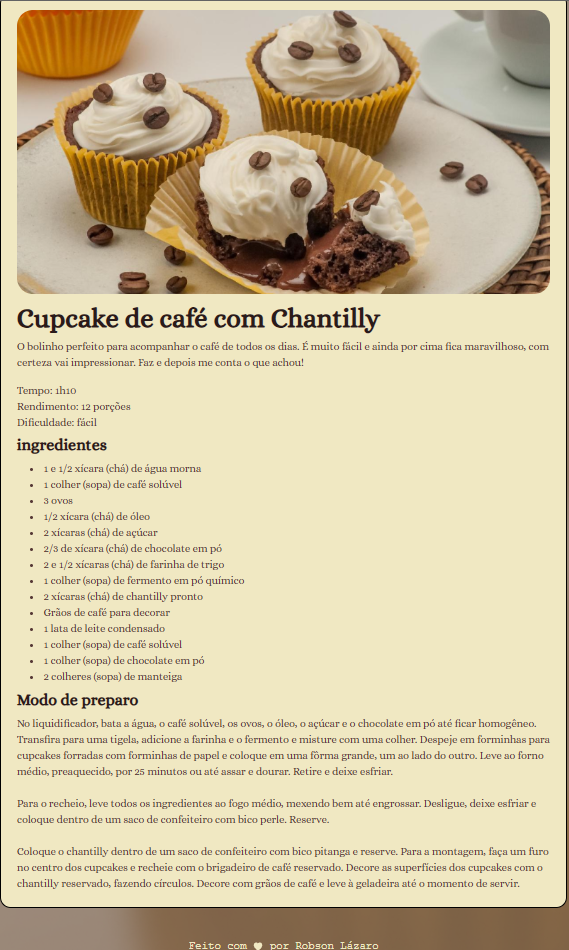 Cupcake de café com Chantilly
O bolinho perfeito para acompanhar o café de todos os dias. É muito fácil e ainda por cima fica maravilhoso, com
certeza vai impressionar. Faz e depois me conta o que achou!
Tempo: 1h10
Rendimento: 12 porções
Dificuldade: fácil
ingredientes
• 1 e 1/2 xícara (chá) de água morna
• 1 colher (sopa) de café solúvel
• 3 ovos
• 1/2 xícara (chá) de óleo
• 2 xícaras (chá) de açúcar
• 2/3 de xícara (chá) de chocolate em pó
• 2 e 1/2 xícaras (chá) de farinha de trigo
• 1 colher (sopa) de fermento em pó químico
• 2 xícaras (chá) de chantilly pronto
• Grãos de café para decorar
• 1 lata de leite condensado
• 1 colher (sopa) de café solúvel
• 1 colher (sopa) de chocolate em pó
• 2 colheres (sopa) de manteiga
Modo de preparo
No liquidificador, bata a água, o café solúvel, os ovos, o óleo, o açúcar e o chocolate em pó até ficar homogêneo.
Transfira para uma tigela, adicione a farinha e o fermento e misture com uma colher. Despeje em forminhas para
cupcakes forradas com forminhas de papel e coloque em uma fôrma grande, um ao lado do outro. Leve ao forno
médio, preaquecido, por 25 minutos ou até assar e dourar. Retire e deixe esfriar.
Para o recheio, leve todos os ingredientes ao fogo médio, mexendo bem até engrossar. Desligue, deixe esfriar e
coloque dentro de um saco de confeiteiro com bico perle. Reserve.
Coloque o chantilly dentro de um saco de confeiteiro com bico pitanga e reserve. Para a montagem, faça um furo
no centro dos cupcakes e recheie com o brigadeiro de café reservado. Decore as superfícies dos cupcakes com o
chantilly reservado, fazendo círculos. Decore com grãos de café e leve à geladeira até o momento de servir.
Feito com ♥ por Robson Lázaro